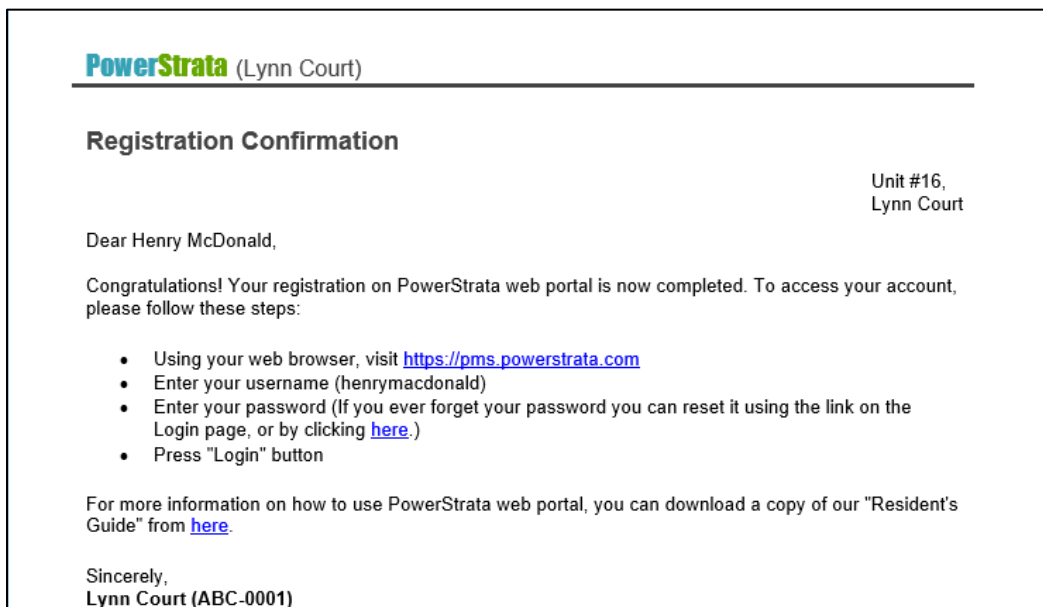 PowerStrata (Lynn Court)
Registration Confirmation
Unit #16,
Lynn Court
Dear Henry McDonald,
Congratulations! Your registration on PowerStrata web portal is now completed. To access your account,
please follow these steps:
• Using your web browser, visit https://pms.powerstrata.com
• Enter your username (henrymacdonald)
• Enter your password (If you ever forget your password you can reset it using the link on the
Login page, or by clicking here.)
• Press "Login" button
For more information on how to use PowerStrata web portal, you can download a copy of our "Resident's
Guide" from here.
Sincerely,
Lynn Court (ABC-0001)